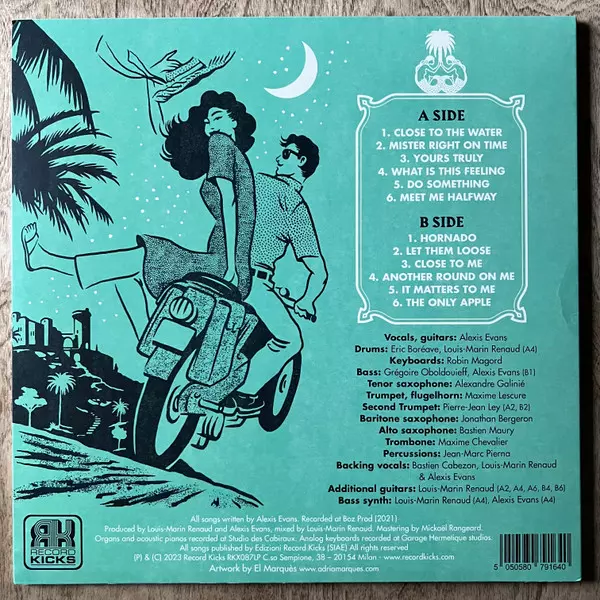 A SIDE
1. CLOSE TO THE WATER
2. MISTER RIGHT ON TIME
3. YOURS TRULY
4. WHAT IS THIS FEELING
5. DO SOMETHING
6. MEET ME HALFWAY
B SIDE
1. HORNADO
2. LET THEM LOOSE
3. CLOSE TO ME
4. ANOTHER ROUND ON ME
5. IT MATTERS TO ME
6. THE ONLY APPLE
Vocals, guitars: Alexis Evans
Drums: Eric Boréave, Louis-Marin Renaud (A4)
Keyboards: Robin Magord
Bass: Grégoire Oboldouieff, Alexis Evans (B1)
Tenor saxophone: Alexandre Galinié
Trumpet, flugelhorn: Maxime Lescure
Second Trumpet: Pierre-Jean Ley (A2, B2)
Baritone saxophone: Jonathan Bergeron
Alto saxophone: Bastien Maury
Trombone: Maxime Chevalier
Percussions: Jean-Marc Pierna
Backing vocals: Bastien Cabezon, Louis-Marin Renaud
& Alexis Evans
Additional guitars: Louis-Marin Renaud (A2, A4, A6, B4, B6)
Bass synth: Louis-Marin Renaud (A4), Alexis Evans (A4)
All songs written by Alexis Evans. Recorded at Boz Prod (2021)
Produced by Louis-Marin Renaud and Alexis Evans, mixed by Louis-Marin Renaud. Mastering by Mickaël Rangeard.
Organs and acoustic pianos recorded at Studio des Cabiraux. Analog keyboards recorded at Garage Hermetique studios.
All songs published by Edizioni Record Kicks (SIAE) All rights reserved.
(P) & (C) 2023 Record Kicks RKX087LP C.so Sempione, 38 – 20154 Milan - www.recordkicks.com
Artwork by El Marquès www.adriamarques.com
RK
RECORD
KICKS
5 050580 791640